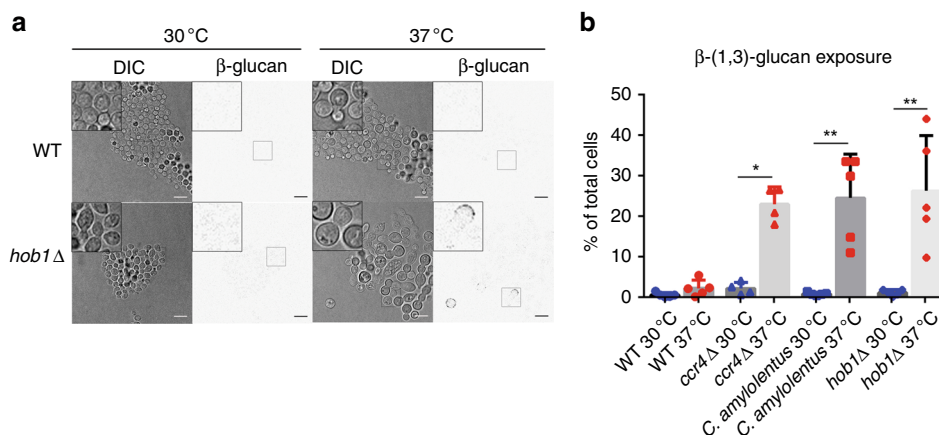 a
30 °C
37 °C
DIC
β-glucan
DIC
β-glucan
WT
hob1Δ
b
β-(1,3)-glucan exposure
% of total cells
50
40
30
20
10
0
*
**
**
WT 30 °C
WT 37 °C
ccr4Δ 30 °C
ccr4Δ 37 °C
C. amylolentus 30 °C
C. amylolentus 37 °C
hob1Δ 30 °C
hob1Δ 37 °C